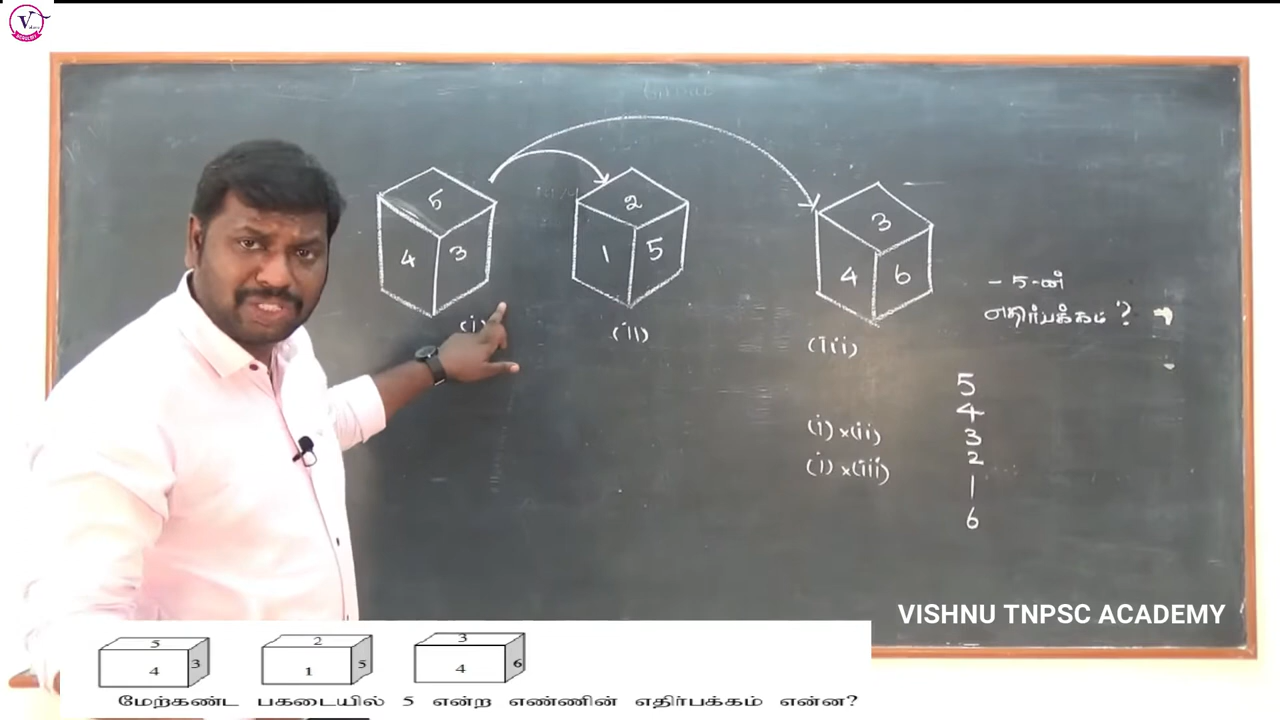 5
4 3
(i)
2
1 5
(ii)
3
4 6
(iii)
- 5-ன்
எதிர்பக்கம் ?
(i) x (ii)
(i) x (iii)
5
4
3
2
1
6
VISHNU TNPSC ACADEMY
5
4 3
2
1 5
3
4 6
மேற்கண்ட பகடையில் 5 என்ற எண்ணின் எதிர்பக்கம் என்ன?